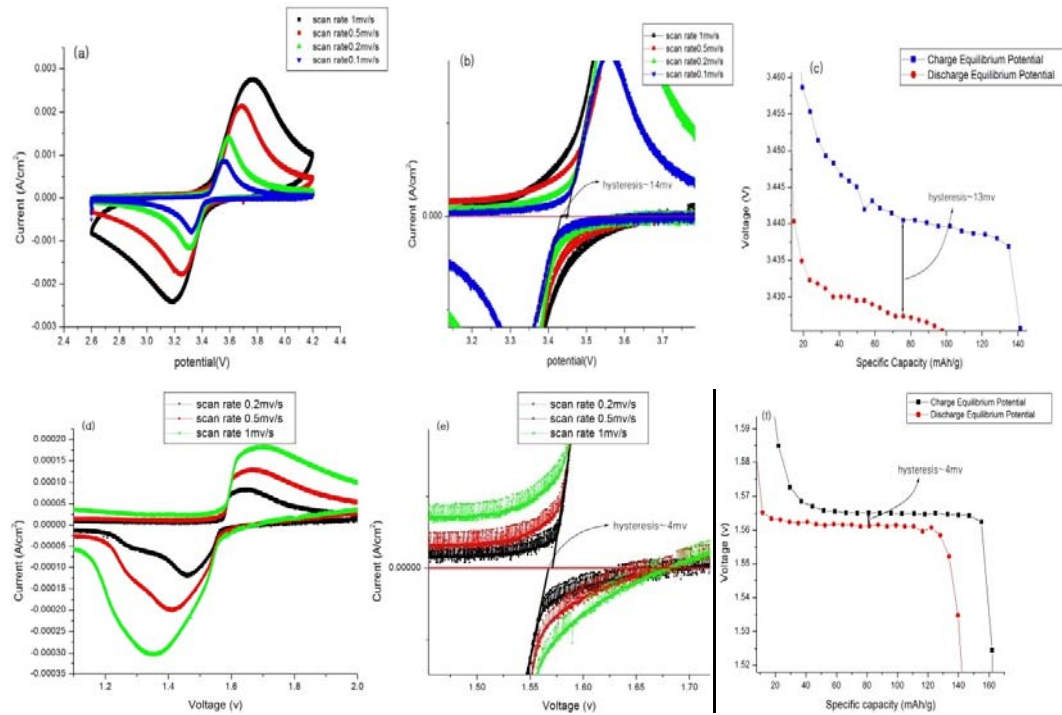 (a)
scan rate 1mv/s
scan rate0.5mv/s
scan rate0.2mv/s
scan rate0.1mv/s
0.003
0.002
0.001
0.000
-0.001
-0.002
-0.003
Current (A/cm²)
2.4 2.6 2.8 3.0 3.2 3.4 3.6 3.8 4.0 4.2 4.4
potential(V)
(b)
scan rate 1mv/s
scan rate0.5mv/s
scan rate0.2mv/s
scan rate0.1mv/s
hysteresis~14mv
0.000
Current (A/cm²)
3.2 3.3 3.4 3.5 3.6 3.7
potential(V)
(c)
Charge Equilibrium Potential
Discharge Equilibrium Potential
3.460
3.455
3.450
3.445
3.440
3.435
3.430
Voltage (V)
hysteresis~13mv
20 40 60 80 100 120 140
Specific Capacity (mAh/g)
(d)
scan rate 0.2mv/s
scan rate 0.5mv/s
scan rate 1mv/s
0.00020
0.00015
0.00010
0.00005
0.00000
-0.00005
-0.00010
-0.00015
-0.00020
-0.00025
-0.00030
-0.00035
Current (A/cm²)
1.2 1.4 1.6 1.8 2.0
Voltage (v)
(e)
scan rate 0.2mv/s
scan rate 0.5mv/s
scan rate 1mv/s
hysteresis~4mv
0.00000
Current (A/cm²)
1.50 1.55 1.60 1.65 1.70
Voltage (v)
(f)
Charge Equilibrium Potential
Discharge Equilibrium Potential
1.59
1.58
1.57
1.56
1.55
1.54
1.53
1.52
Voltage (v)
hysteresis~4mv
20 40 60 80 100 120 140 160
Specific capacity (mAh/g)